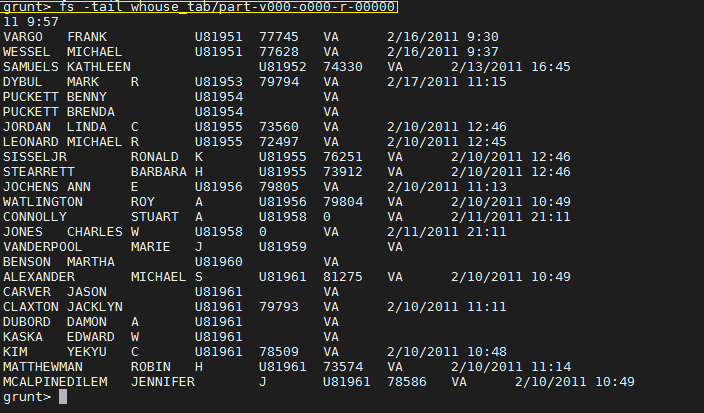 grunt> fs -tail whouse_tab/part-v000-o000-r-00000
11 9:57
VARGO FRANK U81951 77745 VA 2/16/2011 9:30
WESSEL MICHAEL U81951 77628 VA 2/16/2011 9:37
SAMUELS KATHLEEN U81952 74330 VA 2/13/2011 16:45
DYBUL MARK R U81953 79794 VA 2/17/2011 11:15
PUCKETT BENNY U81954 VA
PUCKETT BRENDA U81954 VA
JORDAN LINDA C U81955 73560 VA 2/10/2011 12:46
LEONARD MICHAEL R U81955 72497 VA 2/10/2011 12:45
SISSELJR RONALD K U81955 76251 VA 2/10/2011 12:46
STEARRETT BARBARA H U81955 73912 VA 2/10/2011 12:46
JOCHENS ANN E U81956 79805 VA 2/10/2011 11:13
WATLINGTON ROY A U81956 79804 VA 2/10/2011 10:49
CONNOLLY STUART A U81958 0 VA 2/11/2011 21:11
JONES CHARLES W U81958 0 VA 2/11/2011 21:11
VANDERPOOL MARIE J U81959 VA
BENSON MARTHA U81960 VA
ALEXANDER MICHAEL S U81961 81275 VA 2/10/2011 10:49
CARVER JASON U81961 VA
CLAXTON JACKLYN U81961 79793 VA 2/10/2011 11:11
DUBORD DAMON A U81961 VA
KASKA EDWARD W U81961 VA
KIM YEKYU C U81961 78509 VA 2/10/2011 10:48
MATTHEWMAN ROBIN H U81961 73574 VA 2/10/2011 11:14
MCALPINEDILEM JENNIFER J U81961 78586 VA 2/10/2011 10:49
grunt>